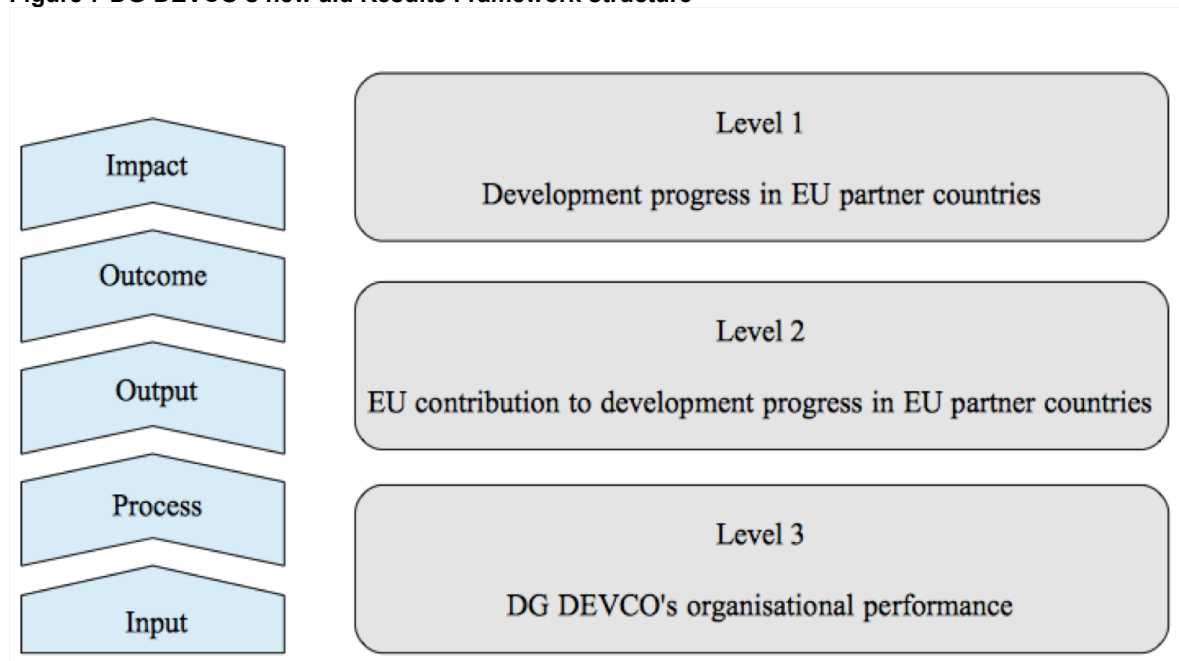 Impact
Outcome
Output
Process
Input
Level 1
Development progress in EU partner countries
Level 2
EU contribution to development progress in EU partner countries
Level 3
DG DEVCO's organisational performance